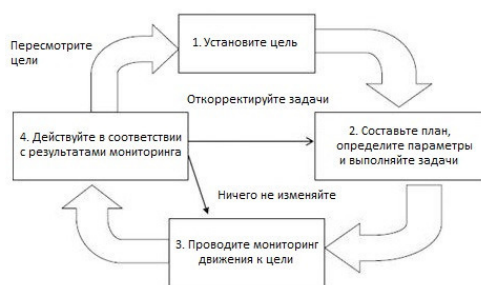 Пересмотрите
цели
1. Установите цель
Откорректируйте задачи
4. Действуйте в соответствии
с результатами мониторинга
2. Составьте план,
определите параметры
и выполняйте задачи
Ничего не изменяйте
3. Проводите мониторинг
движения к цели